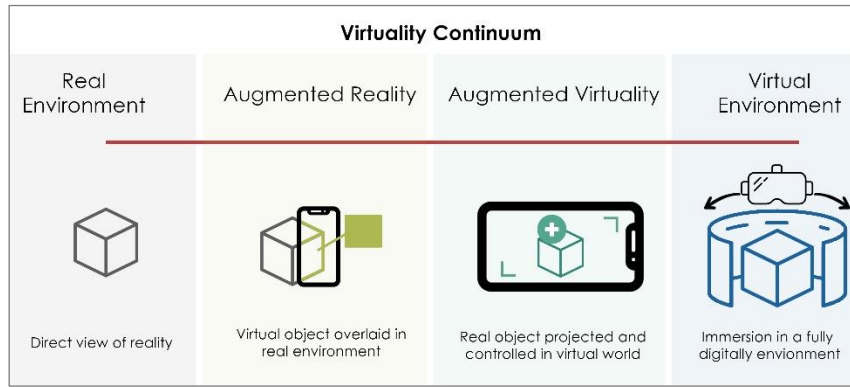 Virtuality Continuum
Real
Environment
Augmented Reality
Augmented Virtuality
Virtual
Environment
Direct view of reality
Virtual object overlaid in
real environment
Real object projected and
controlled in virtual world
Immersion in a fully
digitally envionment